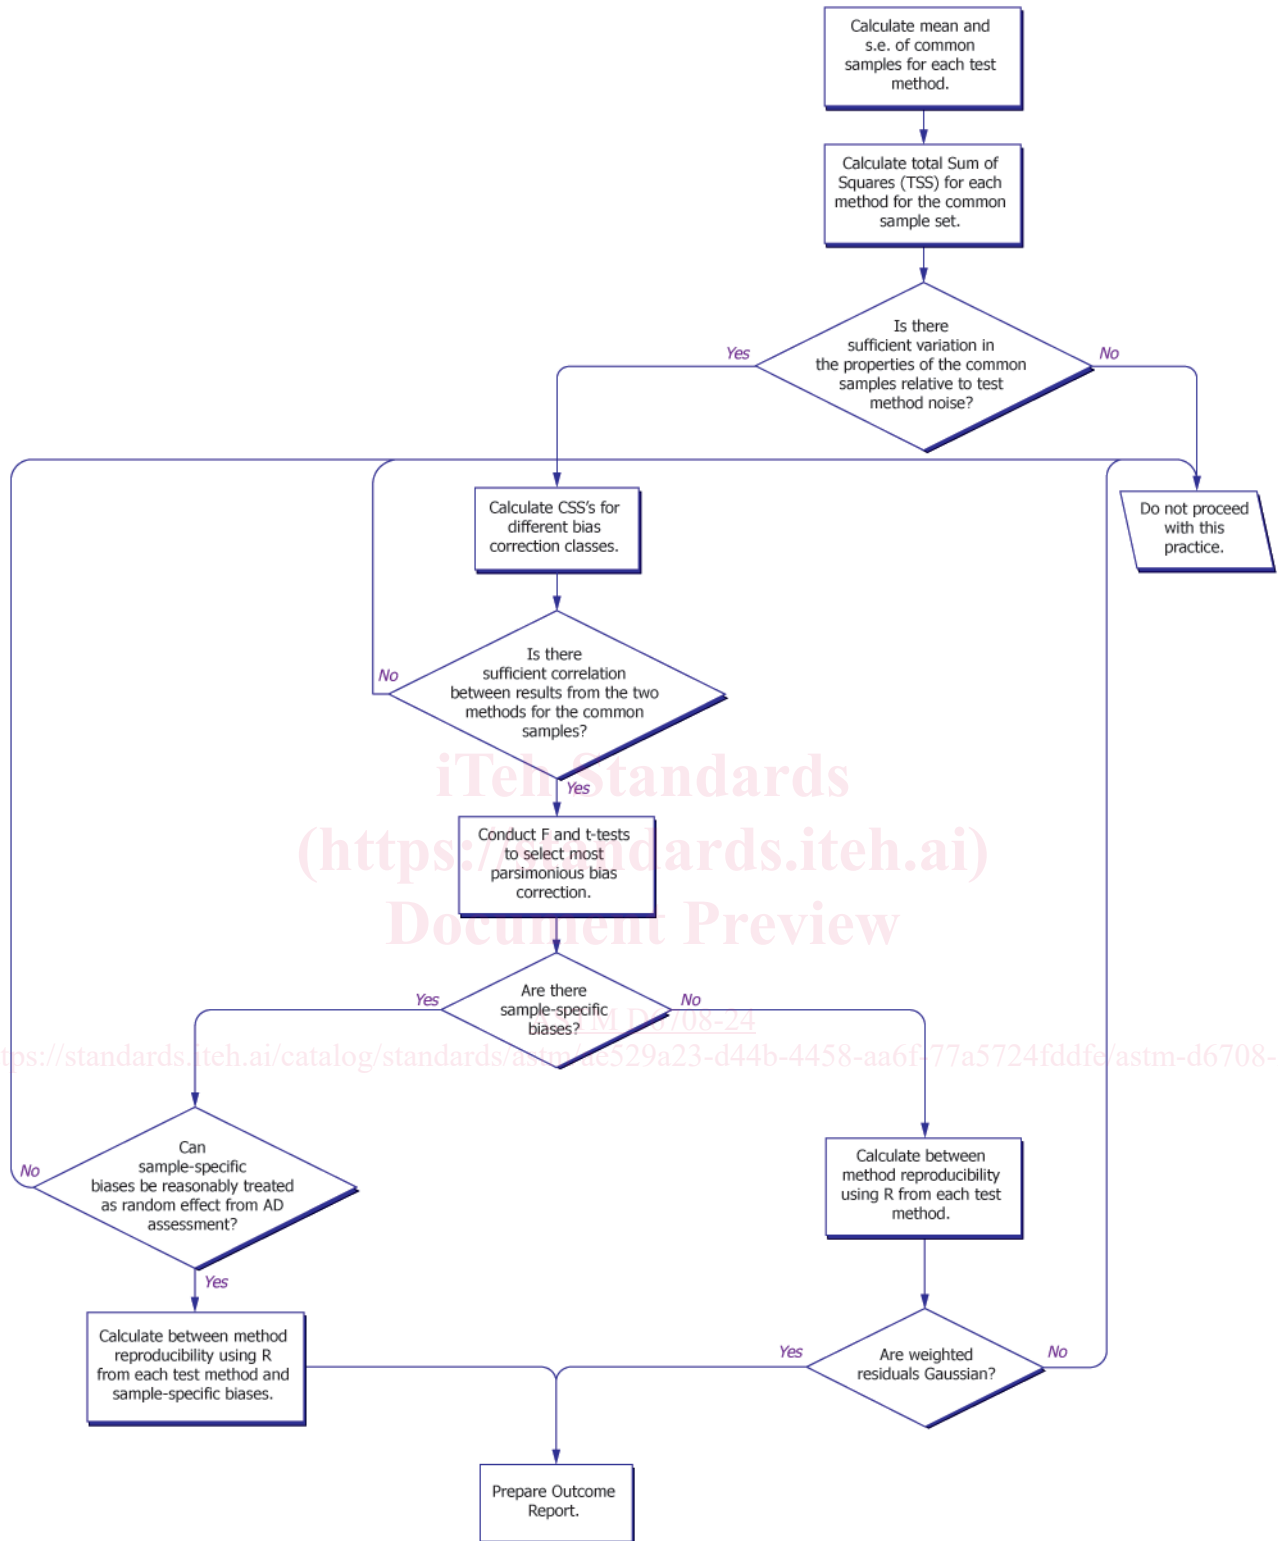 Calculate mean and
s.e. of common
samples for each test
method.
Calculate total Sum of
Squares (TSS) for each
method for the common
sample set.
Is there
sufficient variation in
the properties of the common
samples relative to test
method noise?
Yes
No
Calculate CSS's for
different bias
correction classes.
Do not proceed
with this
practice.
Is there
sufficient correlation
between results from the two
methods for the common
samples?
No
Yes
iTeh Standards
(https://standards.iteh.ai)
Document Preview
Conduct F and t-tests
to select most
parsimonious bias
correction.
Are there
sample-specific
biases?
Yes
No
ASTM D6708-24
tps://standards.iteh.ai/catalog/standards/astm/ae529a23-d44b-4458-aa6f-77a5724fddfe/astm-d6708-
Can
sample-specific
biases be reasonably treated
as random effect from AD
assessment?
No
Yes
Calculate between
method reproducibility
using R from each test
method.
Calculate between method
reproducibility using R
from each test method and
sample-specific biases.
Are weighted
residuals Gaussian?
Yes
No
Prepare Outcome
Report.